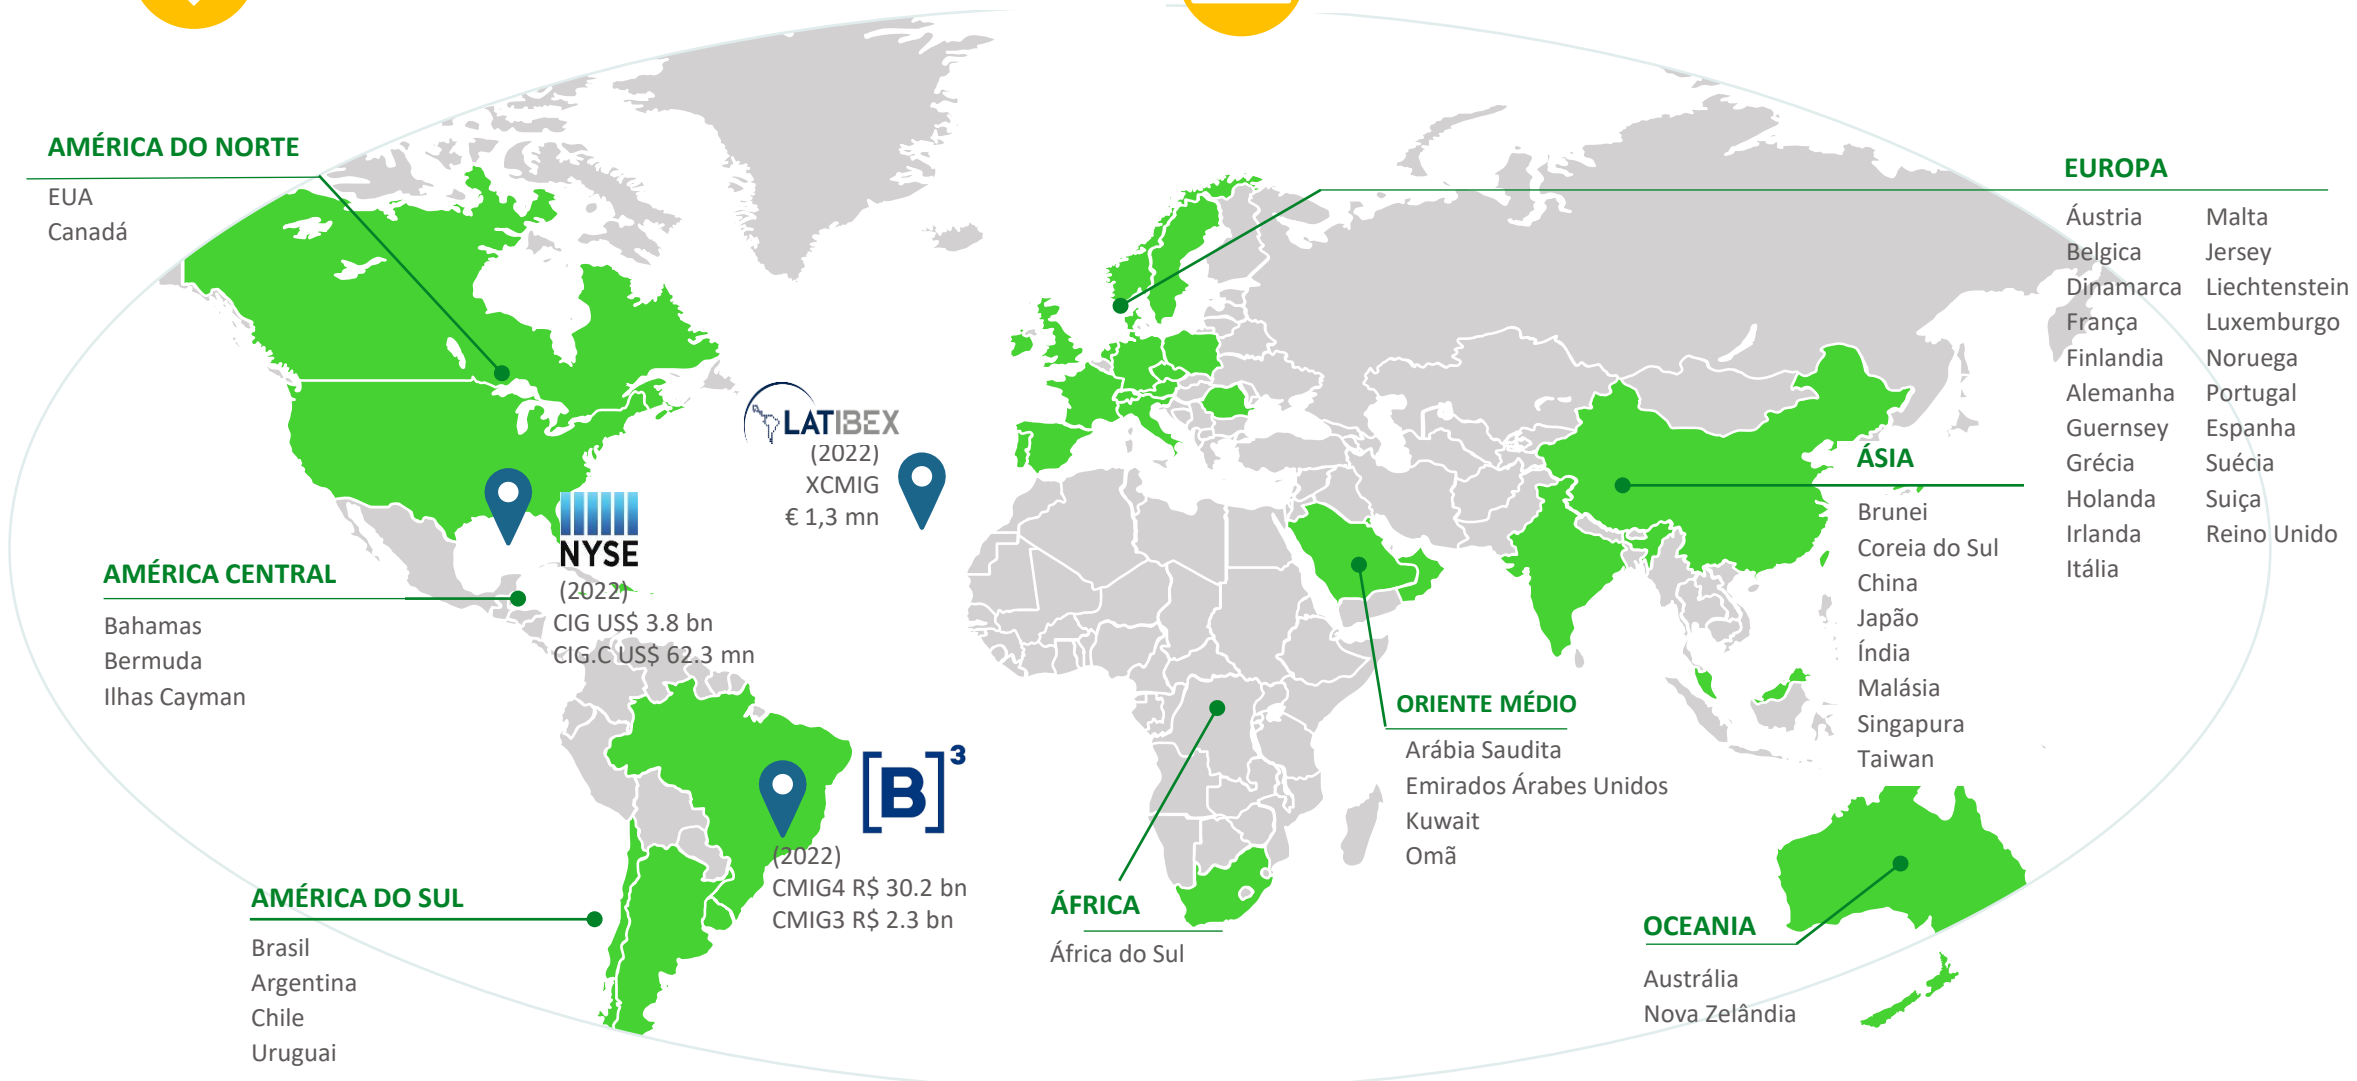 AMÉRICA DO NORTE
EUA
Canadá
LATIBEX
(2022)
XCMIG
€ 1,3 mn
NYSE
(2022)
CIG US$ 3.8 bn
CIG.C US$ 62.3 mn
AMÉRICA CENTRAL
Bahamas
Bermuda
Ilhas Cayman
[B]³
(2022)
CMIG4 R$ 30.2 bn
CMIG3 R$ 2.3 bn
AMÉRICA DO SUL
Brasil
Argentina
Chile
Uruguai
ÁFRICA
África do Sul
ORIENTE MÉDIO
Arábia Saudita
Emirados Árabes Unidos
Kuwait
Omã
EUROPA
Áustria
Belgica
Dinamarca
França
Finlandia
Alemanha
Guernsey
Grécia
Holanda
Irlanda
Itália
Malta
Jersey
Liechtenstein
Luxemburgo
Noruega
Portugal
Espanha
Suécia
Suiça
Reino Unido
ÁSIA
Brunei
Coreia do Sul
China
Japão
Índia
Malásia
Singapura
Taiwan
OCEANIA
Austrália
Nova Zelândia